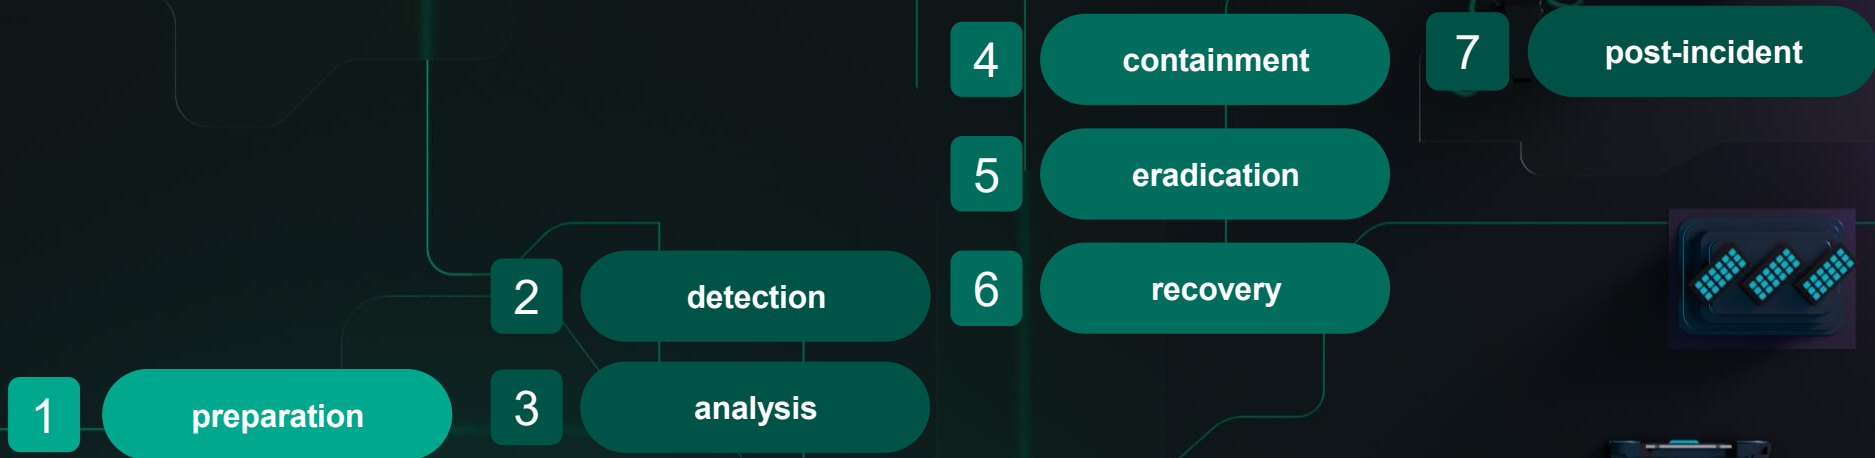 1 preparation
2 detection
3 analysis
4 containment
5 eradication
6 recovery
7 post-incident